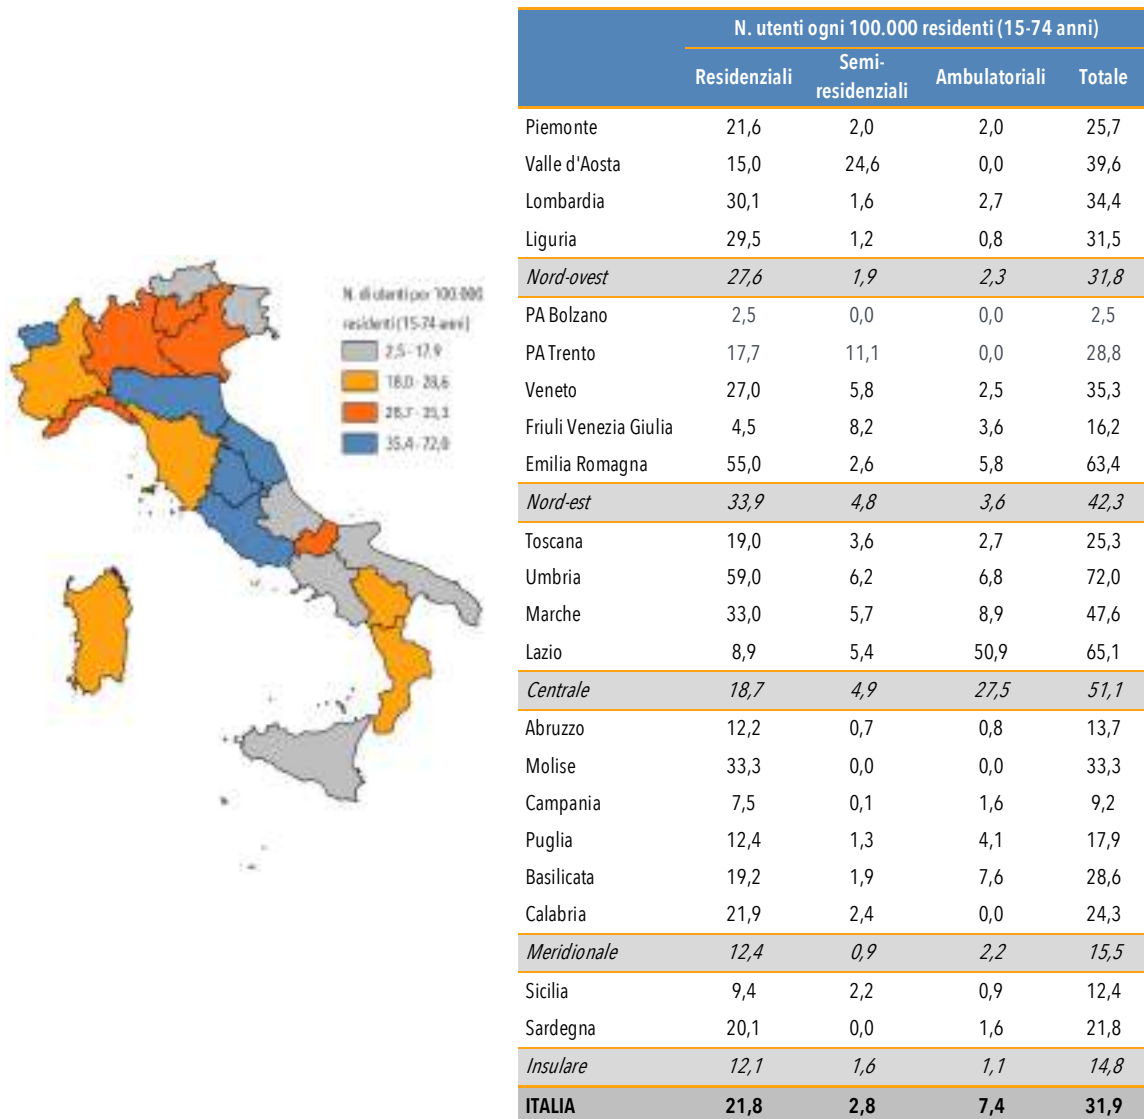 N. di utenti per 100.000
residenti (15-74 anni)
2,5 - 17,9
18,0 - 28,6
28,7 - 35,3
35,4 - 72,0
N. utenti ogni 100.000 residenti (15-74 anni)
Residenziali Semi-residenziali Ambulatoriali Totale
Piemonte 21,6 2,0 2,0 25,7
Valle d'Aosta 15,0 24,6 0,0 39,6
Lombardia 30,1 1,6 2,7 34,4
Liguria 29,5 1,2 0,8 31,5
Nord-ovest 27,6 1,9 2,3 31,8
PA Bolzano 2,5 0,0 0,0 2,5
PA Trento 17,7 11,1 0,0 28,8
Veneto 27,0 5,8 2,5 35,3
Friuli Venezia Giulia 4,5 8,2 3,6 16,2
Emilia Romagna 55,0 2,6 5,8 63,4
Nord-est 33,9 4,8 3,6 42,3
Toscana 19,0 3,6 2,7 25,3
Umbria 59,0 6,2 6,8 72,0
Marche 33,0 5,7 8,9 47,6
Lazio 8,9 5,4 50,9 65,1
Centrale 18,7 4,9 27,5 51,1
Abruzzo 12,2 0,7 0,8 13,7
Molise 33,3 0,0 0,0 33,3
Campania 7,5 0,1 1,6 9,2
Puglia 12,4 1,3 4,1 17,9
Basilicata 19,2 1,9 7,6 28,6
Calabria 21,9 2,4 0,0 24,3
Meridionale 12,4 0,9 2,2 15,5
Sicilia 9,4 2,2 0,9 12,4
Sardegna 20,1 0,0 1,6 21,8
Insulare 12,1 1,6 1,1 14,8
ITALIA 21,8 2,8 7,4 31,9